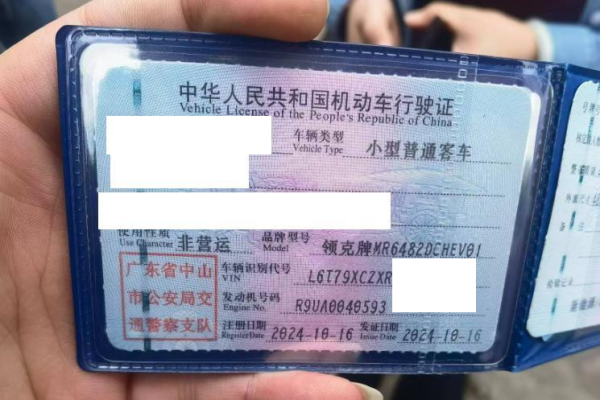 中华人民共和国机动车行驶证
Vehicle License of the People's Republic of China
车辆类型
Vehicle Type
小型普通客车
使用性质
Use Character
非营运
品牌型号
Model
领克牌MR6482DCHEV01
广东省中山
市公安局交
通警察支队
车辆识别代号
VIN
L6T79XCZXR
发动机号码
Engine No.
R9UA0040593
注册日期
Register Date
2024-10-16
发证日期
Issue Date
2024-10-16